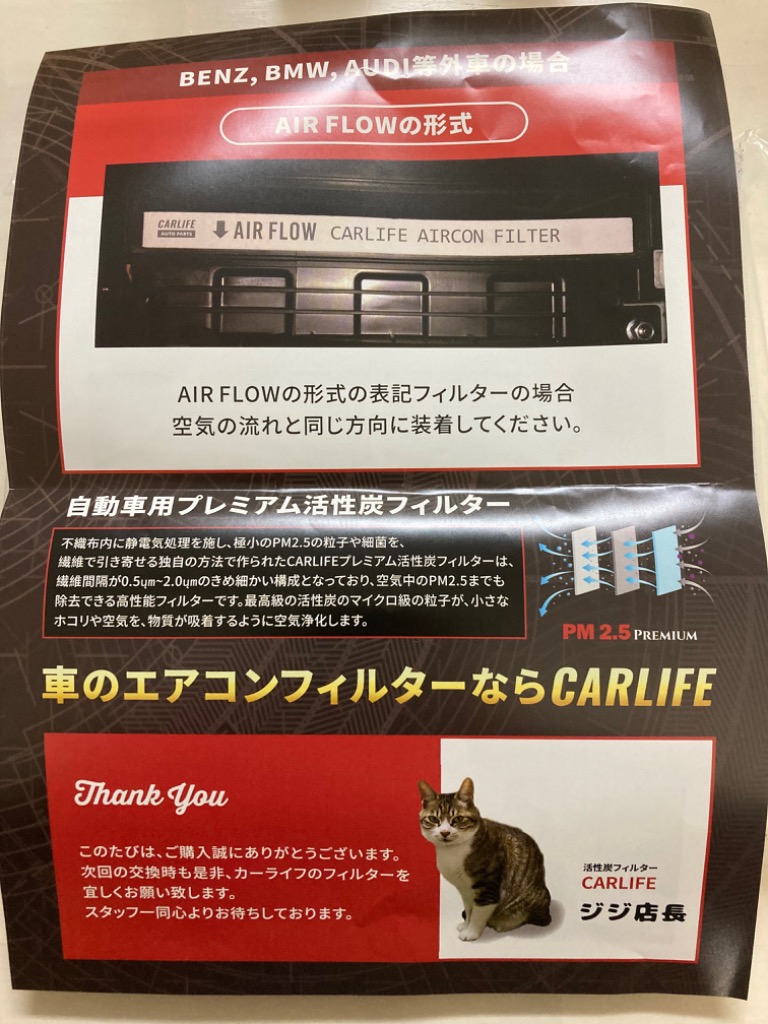 BENZ, BMW, AUDI等外車の場合
AIR FLOWの形式
CARLIFE
AUTO PARTS
AIR FLOW CARLIFE AIRCON FILTER
AIR FLOWの形式の表記フィルターの場合
空気の流れと同じ方向に装着してください。
自動車用プレミアム活性炭フィルター
不織布内に静電気処理を施し、極小のPM2.5の粒子や細菌を、
繊維で引き寄せる独自の方法で作られたCARLIFEプレミアム活性炭フィルターは、
繊維間隔が0.5µm~2.0µmのきめ細かい構成となっており、空気中のPM2.5までも
除去できる高性能フィルターです。最高級の活性炭のマイクロ級の粒子が、小さな
ホコリや空気を、物質が吸着するように空気浄化します。
PM 2.5 PREMIUM
車のエアコンフィルターならCARLIFE
Thank You
このたびは、ご購入誠にありがとうございます。
次回の交換時も是非、カーライフのフィルターを
宜しくお願い致します。
スタッフ一同心よりお待ちしております。
活性炭フィルター
CARLIFE
ジジ店長